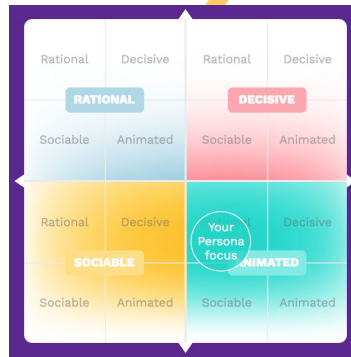 Rational Decisive Rational Decisive
RATIONAL DECISIVE
Sociable Animated Sociable Animated
Rational Decisive Decisive
Your
Persona
focus
SOCIABLE ANIMATED
Sociable Animated Sociable Animated